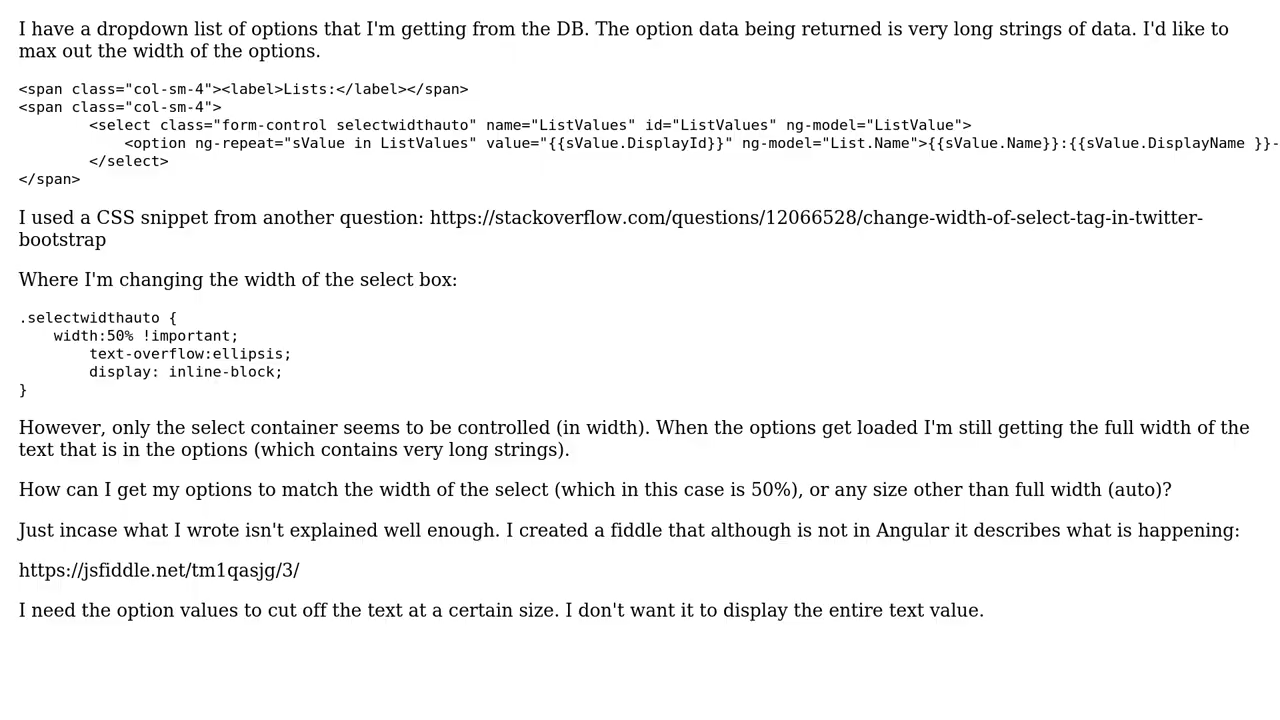 I have a dropdown list of options that I'm getting from the DB. The option data being returned is very long strings of data. I'd like to
max out the width of the options.
<span class="col-sm-4"><label>Lists:</label></span>
<span class="col-sm-4">
        <select class="form-control selectwidthauto" name="ListValues" id="ListValues" ng-model="ListValue">
            <option ng-repeat="sValue in ListValues" value="{{sValue.DisplayId}}" ng-model="List.Name">{{sValue.Name}}:{{sValue.DisplayName }}-
        </select>
</span>
I used a CSS snippet from another question: https://stackoverflow.com/questions/12066528/change-width-of-select-tag-in-twitter-
bootstrap
Where I'm changing the width of the select box:
.selectwidthauto {
    width:50% !important;
        text-overflow:ellipsis;
        display: inline-block;
}
However, only the select container seems to be controlled (in width). When the options get loaded I'm still getting the full width of the
text that is in the options (which contains very long strings).
How can I get my options to match the width of the select (which in this case is 50%), or any size other than full width (auto)?
Just incase what I wrote isn't explained well enough. I created a fiddle that although is not in Angular it describes what is happening:
https://jsfiddle.net/tm1qasjg/3/
I need the option values to cut off the text at a certain size. I don't want it to display the entire text value.